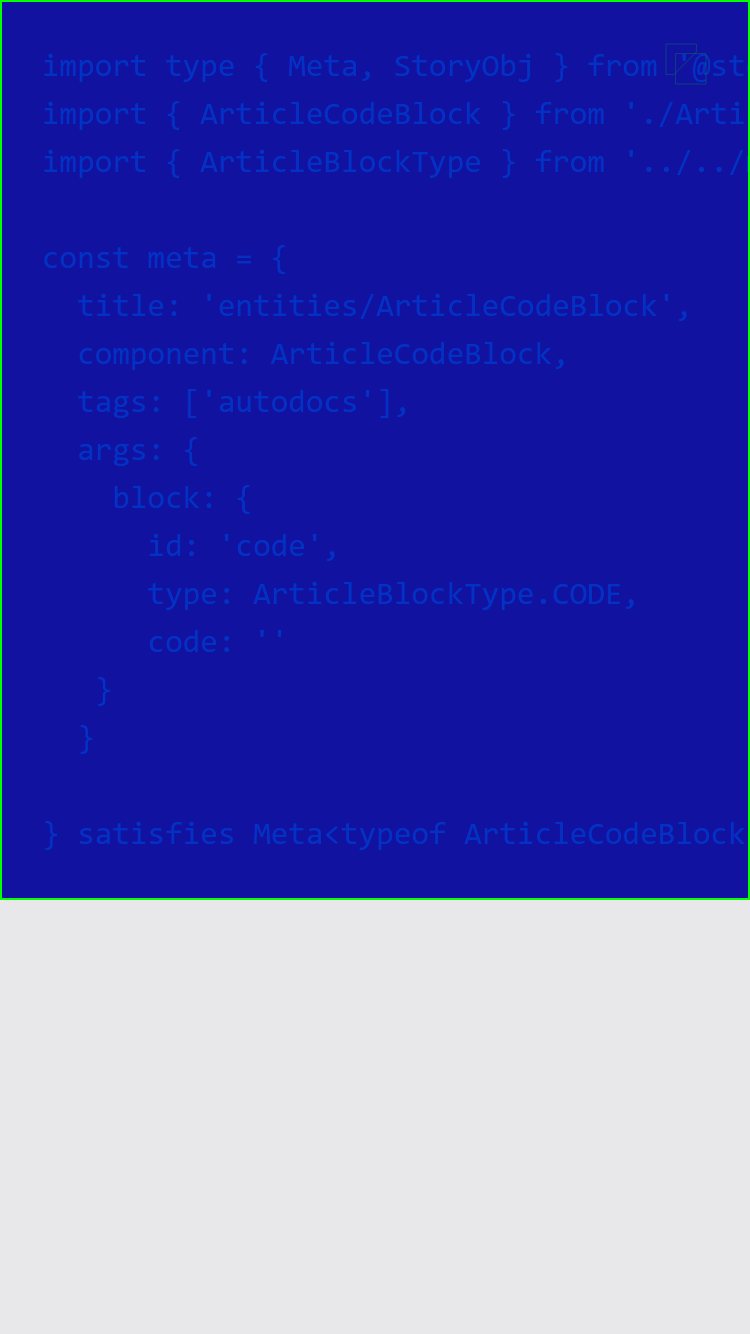 import type { Meta, StoryObj } from '@st
import { ArticleCodeBlock } from './Arti
import { ArticleBlockType } from '../../
const meta = {
title: 'entities/ArticleCodeBlock',
component: ArticleCodeBlock,
tags: ['autodocs'],
args: {
block: {
id: 'code',
type: ArticleBlockType.CODE,
code: ''
}
}
} satisfies Meta<typeof ArticleCodeBlock